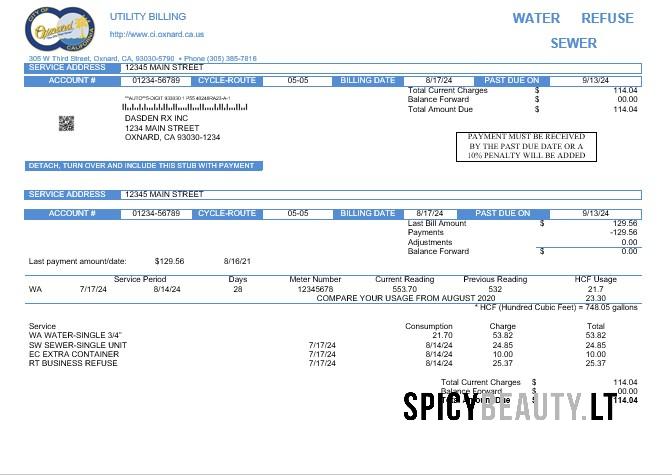 Oxnard
CALIFORNIA
UTILITY BILLING
WATER REFUSE
http://www.ci.oxnard.ca.us
SEWER
305 W Third Street, Oxnard, CA, 93030-5790 • Phone (305) 385-7816
SERVICE ADDRESS 12345 MAIN STREET
ACCOUNT # 01234-56789 CYCLE-ROUTE 05-05 BILLING DATE 8/17/24 PAST DUE ON 9/13/24
Total Current Charges $ 114.04
Balance Forward $ 00.00
Total Amount Due $ 114.04
DASDEN RX INC
1234 MAIN STREET
OXNARD, CA 93030-1234
PAYMENT MUST BE RECEIVED
BY THE PAST DUE DATE OR A
10% PENALTY WILL BE ADDED
DETACH, TURN OVER AND INCLUDE THIS STUB WITH PAYMENT
SERVICE ADDRESS 12345 MAIN STREET
ACCOUNT # 01234-56789 CYCLE-ROUTE 05-05 BILLING DATE 8/17/24 PAST DUE ON 9/13/24
Last Bill Amount $ 129.56
Payments -129.56
Adjustments 0.00
Balance Forward $ 0.00
Last payment amount/date: $129.56 8/16/21
Service Period Days Meter Number Current Reading Previous Reading HCF Usage
WA 7/17/24 8/14/24 28 12345678 553.70 532 21.7
COMPARE YOUR USAGE FROM AUGUST 2020 23.30
* HCF (Hundred Cubic Feet) = 748.05 gallons
Service Consumption Charge Total
WA WATER-SINGLE 3/4" 21.70 53.82 53.82
SW SEWER-SINGLE UNIT 7/17/24 8/14/24 24.85 24.85
EC EXTRA CONTAINER 7/17/24 8/14/24 10.00 10.00
RT BUSINESS REFUSE 7/17/24 8/14/24 25.37 25.37
Total Current Charges $ 114.04
Balance Forward $ 00.00
Total Amount Due $ 114.04
SPICYBEAUTY.LT